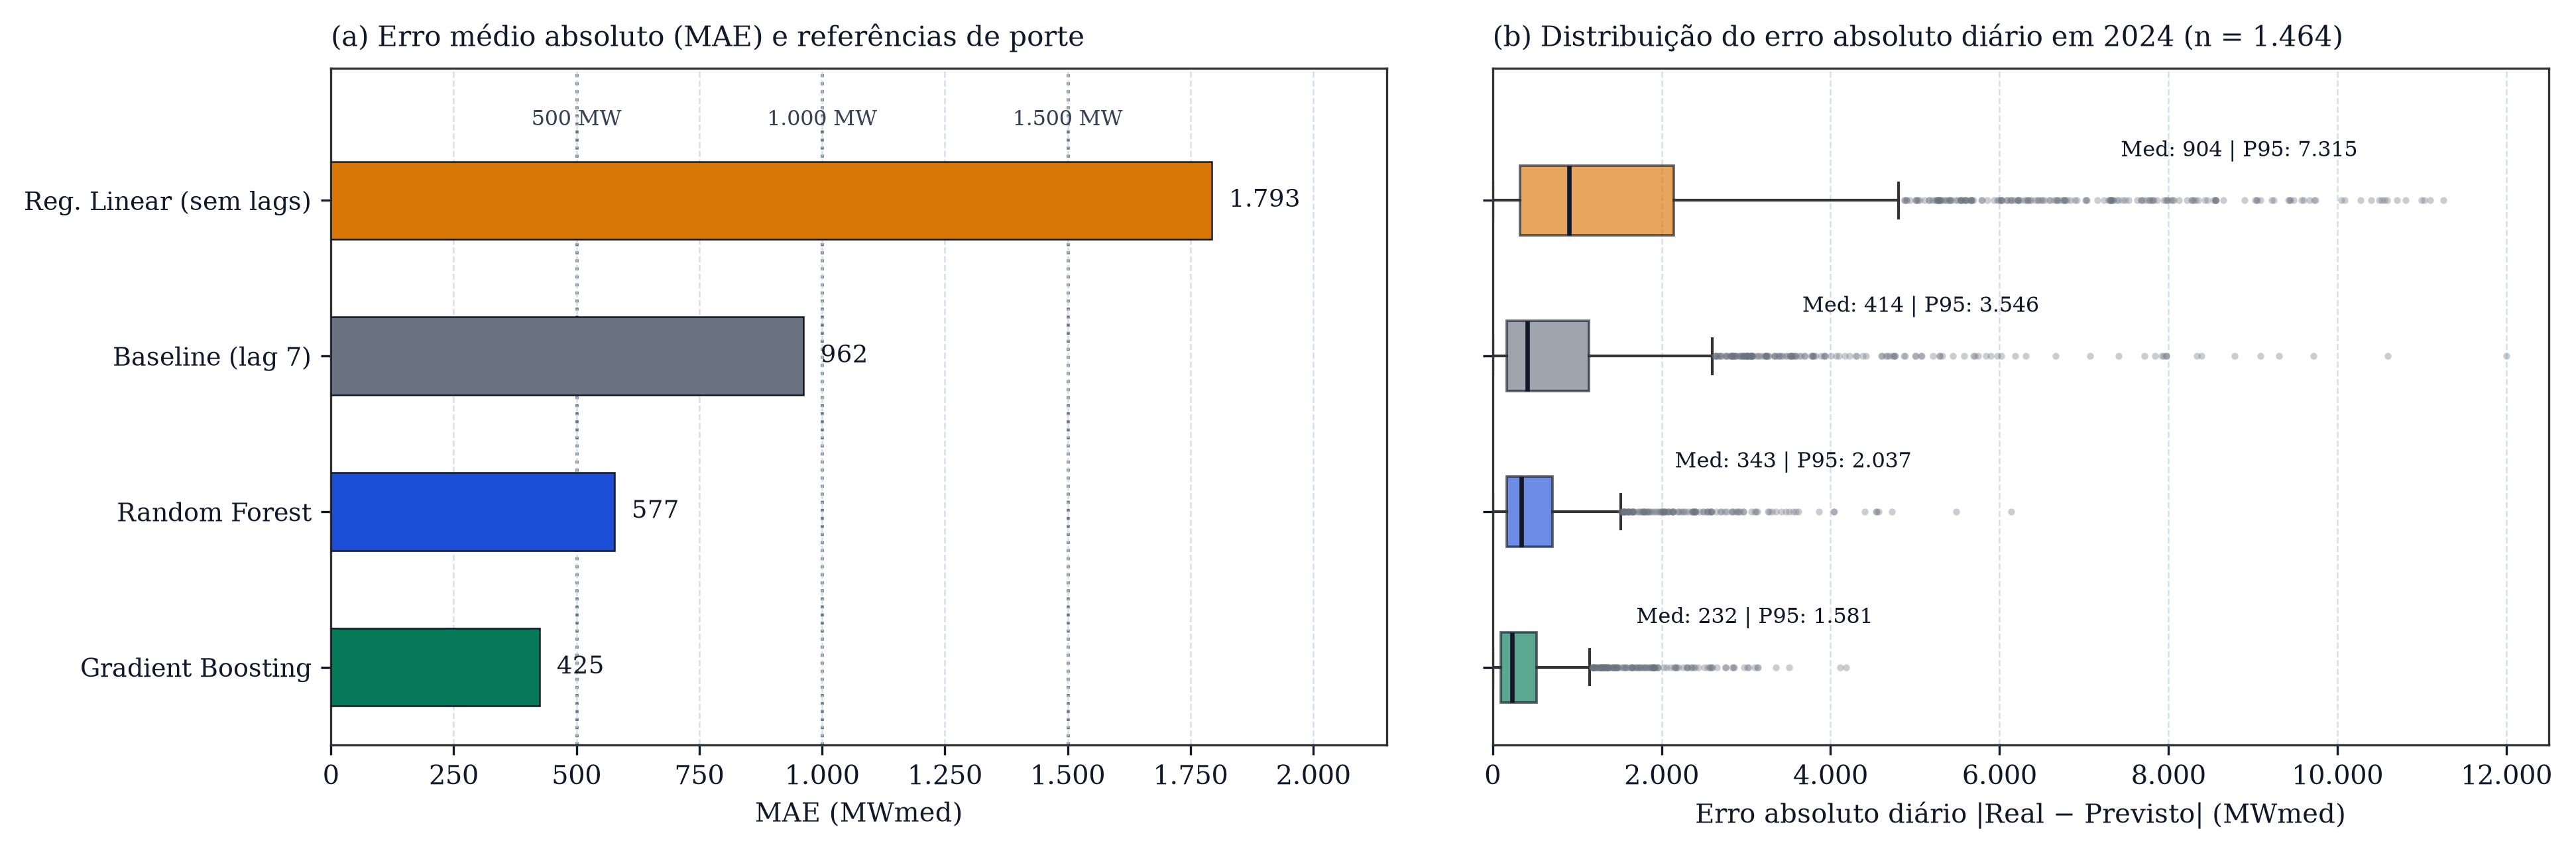 (a) Erro médio absoluto (MAE) e referências de porte
500 MW 1.000 MW 1.500 MW
Reg. Linear (sem lags) 1.793
Baseline (lag 7) 962
Random Forest 577
Gradient Boosting 425
0 250 500 750 1.000 1.250 1.500 1.750 2.000
MAE (MWmed)
(b) Distribuição do erro absoluto diário em 2024 (n = 1.464)
Med: 904 | P95: 7.315
Med: 414 | P95: 3.546
Med: 343 | P95: 2.037
Med: 232 | P95: 1.581
0 2.000 4.000 6.000 8.000 10.000 12.000
Erro absoluto diário |Real − Previsto| (MWmed)